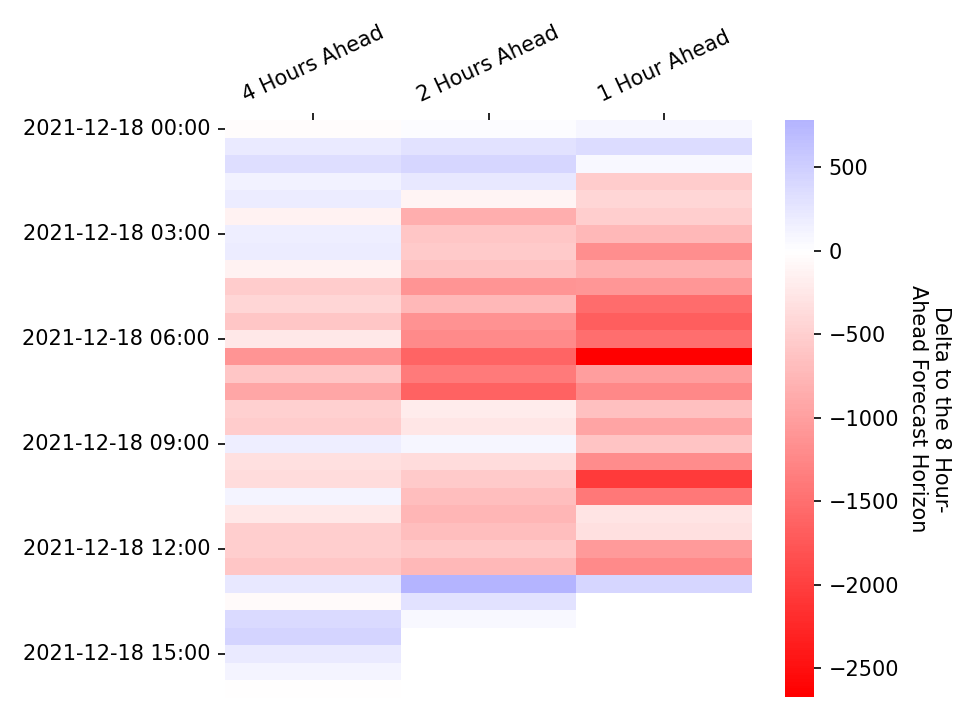 4 Hours Ahead
2 Hours Ahead
1 Hour Ahead
2021-12-18 00:00
2021-12-18 03:00
2021-12-18 06:00
2021-12-18 09:00
2021-12-18 12:00
2021-12-18 15:00
500
0
−500
−1000
−1500
−2000
−2500
Delta to the 8 Hour-
Ahead Forecast Horizon